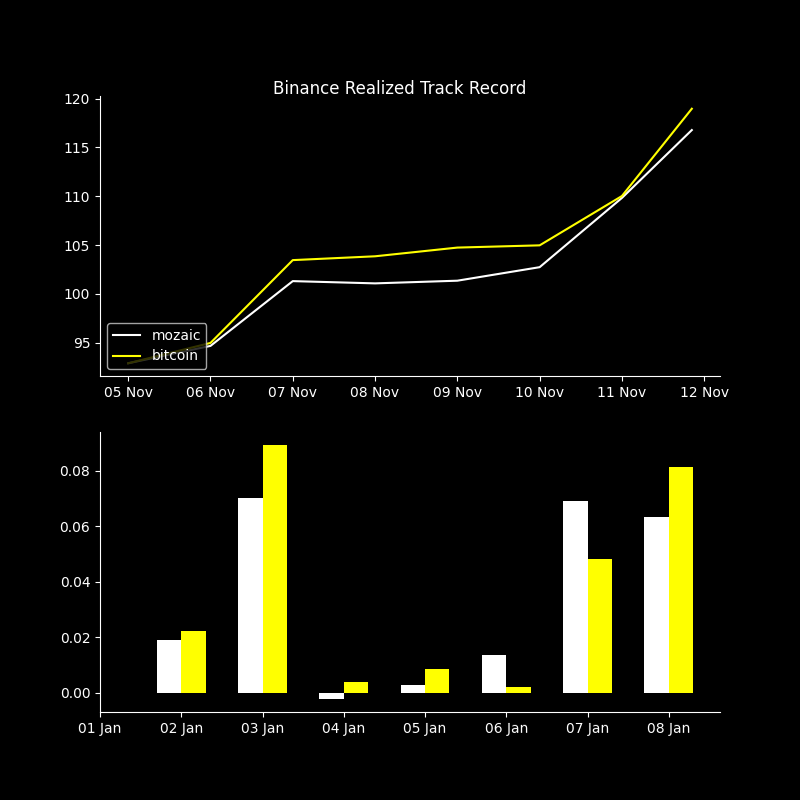 Binance Realized Track Record
120
115
110
105
100
95
mozaic
bitcoin
05 Nov 06 Nov 07 Nov 08 Nov 09 Nov 10 Nov 11 Nov 12 Nov
0.08
0.06
0.04
0.02
0.00
01 Jan 02 Jan 03 Jan 04 Jan 05 Jan 06 Jan 07 Jan 08 Jan